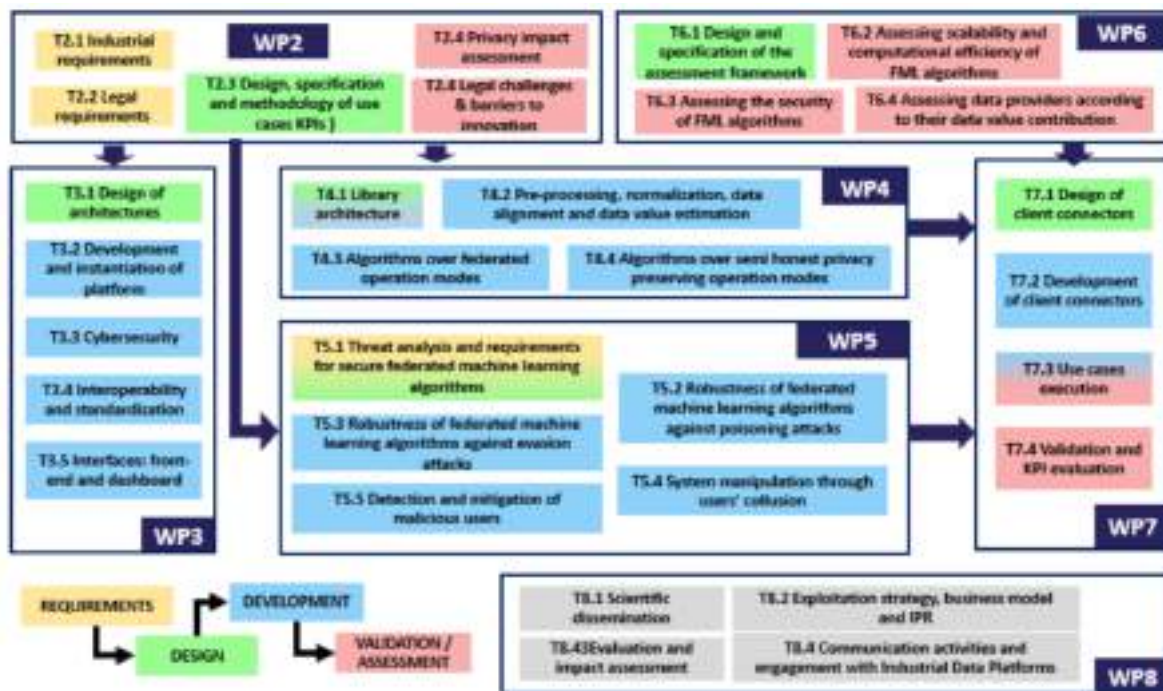 WP2
T2.1 Industrial
requirements
T2.2 Legal
requirements
T2.3 Design, specification
and methodology of use
cases KPIs )
T2.4 Privacy impact
assessment
T2.4 Legal challenges
& barriers to
innovation
WP6
T6.1 Design and
specification of the
assessment framework
T6.2 Assessing scalability and
computational efficiency of
FML algorithms
T6.3 Assessing the security
of FML algorithms
T6.4 Assessing data providers according
to their data value contribution
T3.1 Design of
architectures
T3.2 Development
and instantiation of
platform
T3.3 Cybersecurity
T3.4 Interoperability
and standardization
T3.5 Interfaces: front-
end and dashboard
WP3
WP4
T4.1 Library
architecture
T4.2 Pre-processing, normalization, data
alignment and data value estimation
T4.3 Algorithms over federated
operation modes
T4.4 Algorithms over semi honest privacy
preserving operation modes
WP5
T5.1 Threat analysis and requirements
for secure federated machine learning
algorithms
T5.2 Robustness of federated
machine learning algorithms
against poisoning attacks
T5.3 Robustness of federated machine
learning algorithms against evasion
attacks
T5.4 System manipulation through
users' collusion
T5.5 Detection and mitigation of
malicious users
T7.1 Design of
client connectors
T7.2 Development
of client connectors
T7.3 Use cases
execution
T7.4 Validation and
KPI evaluation
WP7
REQUIREMENTS
DESIGN
DEVELOPMENT
VALIDATION /
ASSESSMENT
T8.1 Scientific
dissemination
T8.2 Exploitation strategy, business model
and IPR
T8.43Evaluation and
impact assessment
T8.4 Communication activities and
engagement with Industrial Data Platforms
WP8